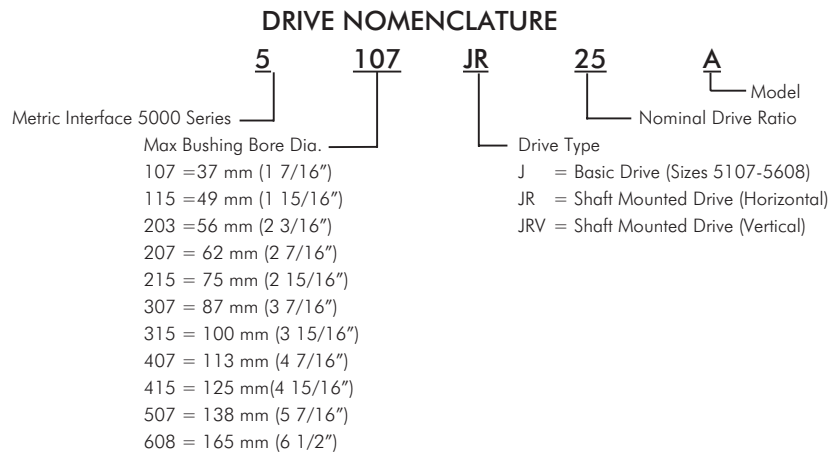 DRIVE NOMENCLATURE
5 107 JR 25 A
Model
Metric Interface 5000 Series Nominal Drive Ratio
Max Bushing Bore Dia. Drive Type
107 =37 mm (1 7/16") J = Basic Drive (Sizes 5107-5608)
115 =49 mm (1 15/16") JR = Shaft Mounted Drive (Horizontal)
203 =56 mm (2 3/16") JRV = Shaft Mounted Drive (Vertical)
207 = 62 mm (2 7/16")
215 = 75 mm (2 15/16")
307 = 87 mm (3 7/16")
315 = 100 mm (3 15/16")
407 = 113 mm (4 7/16")
415 = 125 mm(4 15/16")
507 = 138 mm (5 7/16")
608 = 165 mm (6 1/2")